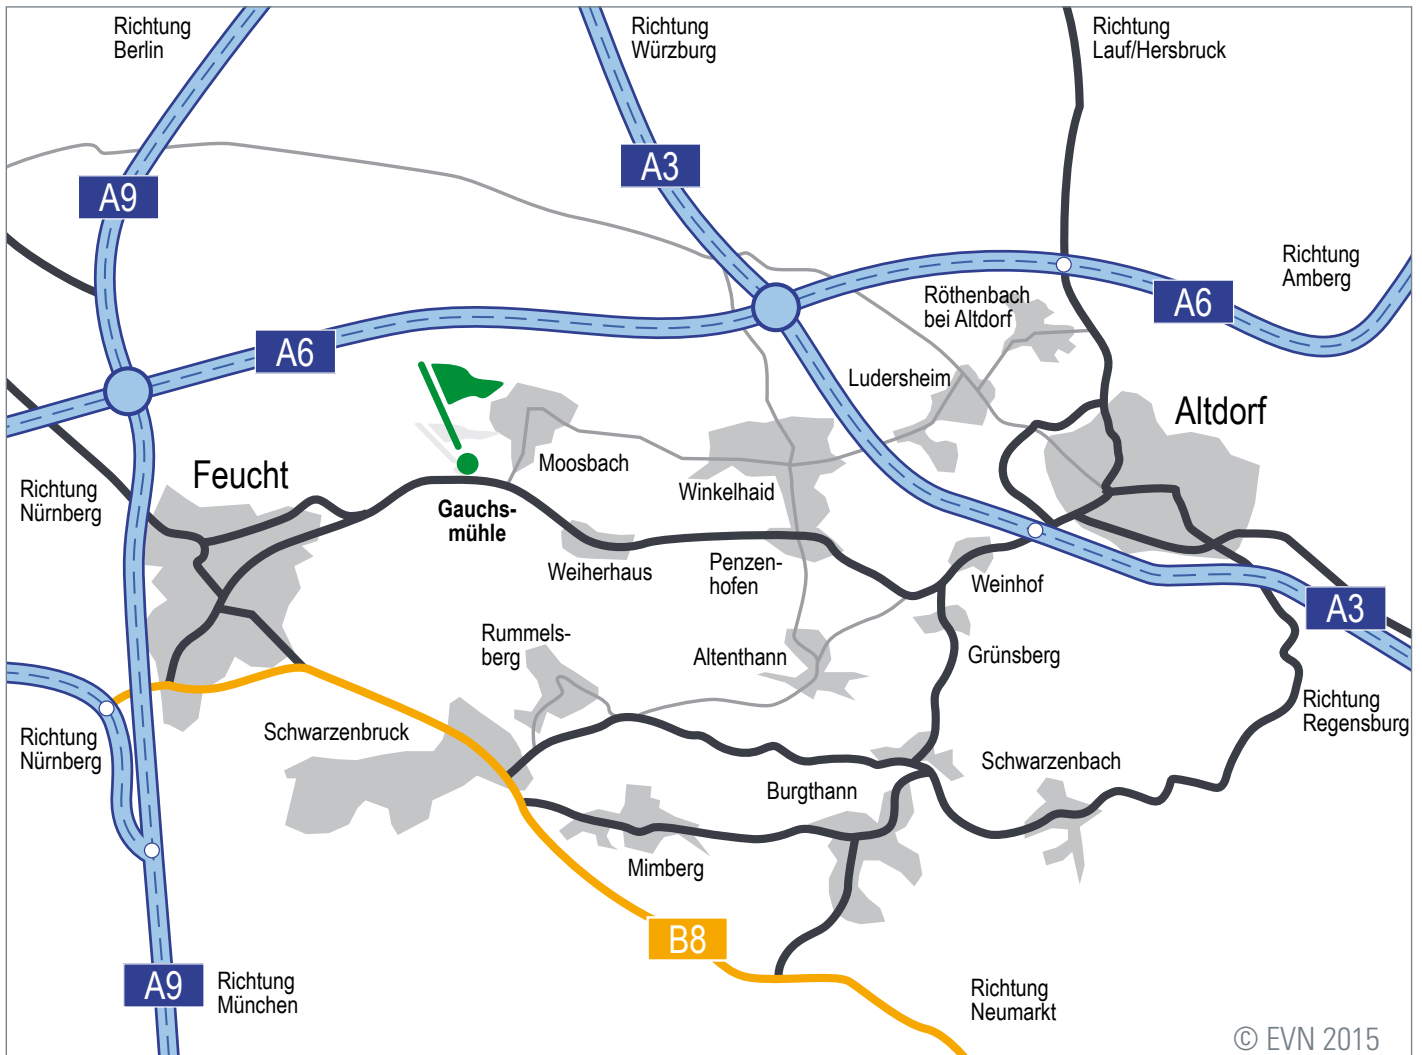 Richtung
Berlin
Richtung
Würzburg
Richtung
Lauf/Hersbruck
A3
A9
Richtung
Amberg
A6
Röthenbach
bei Altdorf
A6
Ludersheim
Altdorf
Moosbach
Feucht
Richtung
Nürnberg
Winkelhaid
Gauchs-
mühle
Weiherhaus
Penzen-
hofen
Weinhof
A3
Rummels-
berg
Altenthann
Grünsberg
Richtung
Regensburg
Schwarzenbruck
Richtung
Nürnberg
Schwarzenbach
Burgthann
Mimberg
B8
A9
Richtung
München
Richtung
Neumarkt
© EVN 2015